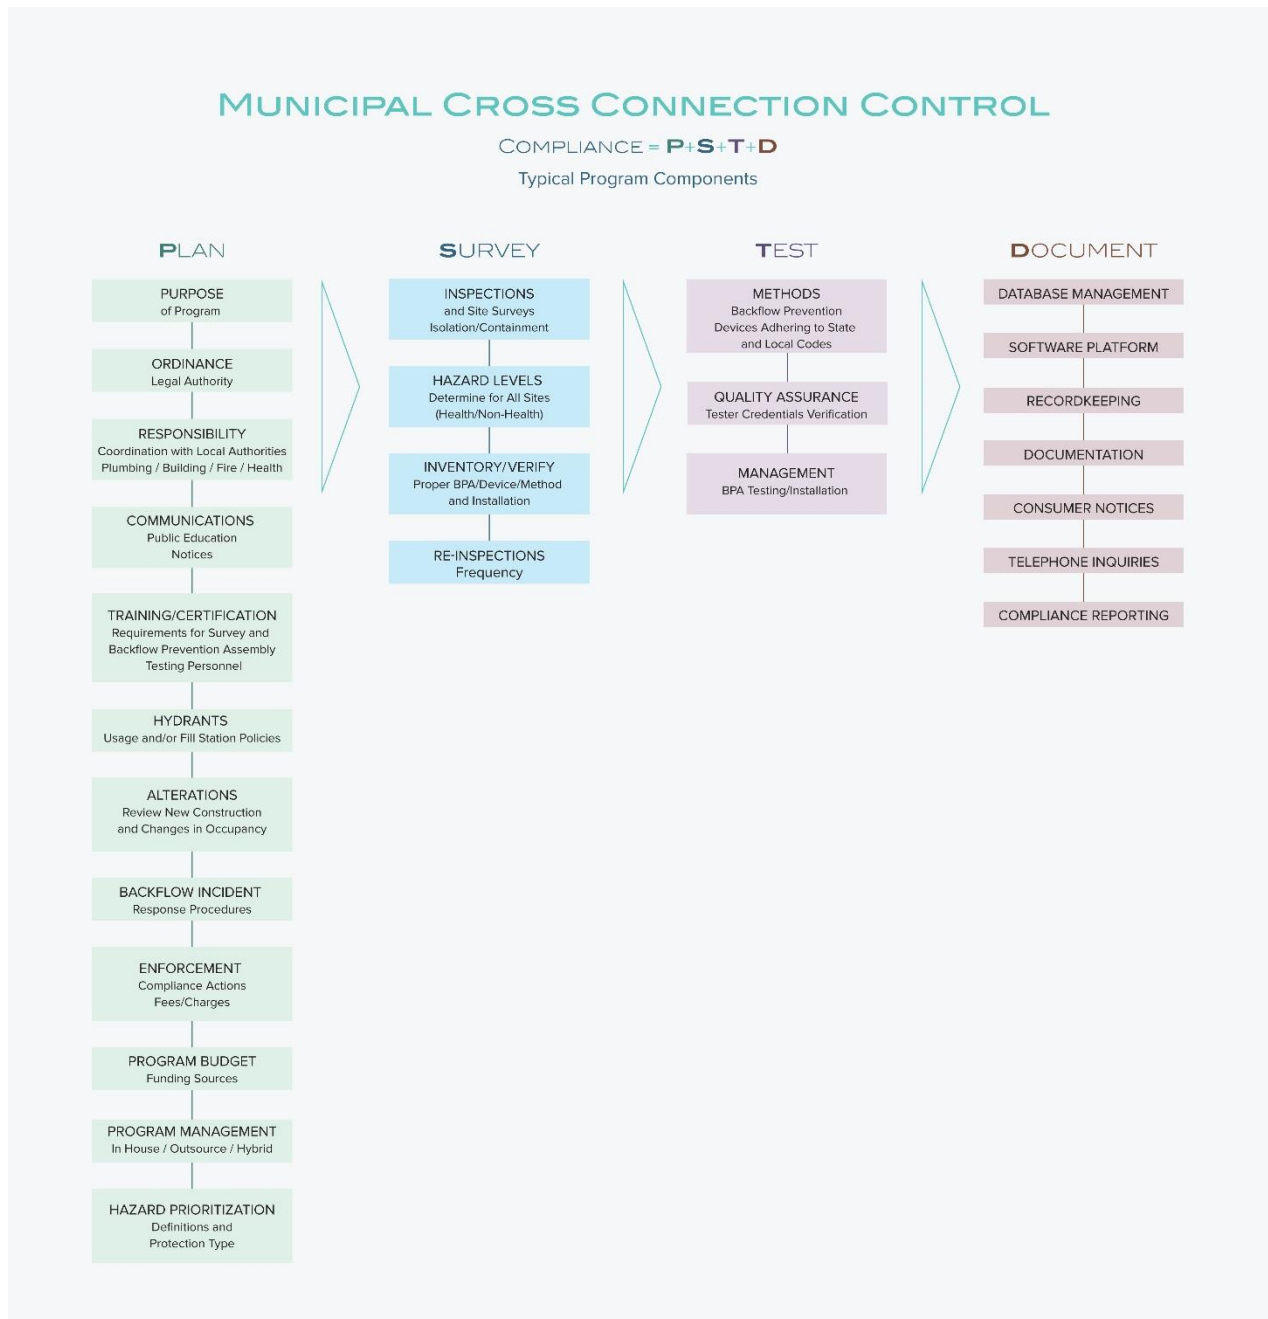 MUNICIPAL CROSS CONNECTION CONTROL
COMPLIANCE = P+S+T+D
Typical Program Components
PLAN
PURPOSE
of Program
ORDINANCE
Legal Authority
RESPONSIBILITY
Coordination with Local Authorities
Plumbing / Building / Fire / Health
COMMUNICATIONS
Public Education
Notices
TRAINING/CERTIFICATION
Requirements for Survey and
Backflow Prevention Assembly
Testing Personnel
HYDRANTS
Usage and/or Fill Station Policies
ALTERATIONS
Review New Construction
and Changes in Occupancy
BACKFLOW INCIDENT
Response Procedures
ENFORCEMENT
Compliance Actions
Fees/Charges
PROGRAM BUDGET
Funding Sources
PROGRAM MANAGEMENT
In House / Outsource / Hybrid
HAZARD PRIORITIZATION
Definitions and
Protection Type
SURVEY
INSPECTIONS
and Site Surveys
Isolation/Containment
HAZARD LEVELS
Determine for All Sites
(Health/Non-Health)
INVENTORY/VERIFY
Proper BPA/Device/Method
and Installation
RE-INSPECTIONS
Frequency
TEST
METHODS
Backflow Prevention
Devices Adhering to State
and Local Codes
QUALITY ASSURANCE
Tester Credentials Verification
MANAGEMENT
BPA Testing/Installation
DOCUMENT
DATABASE MANAGEMENT
SOFTWARE PLATFORM
RECORDKEEPING
DOCUMENTATION
CONSUMER NOTICES
TELEPHONE INQUIRIES
COMPLIANCE REPORTING